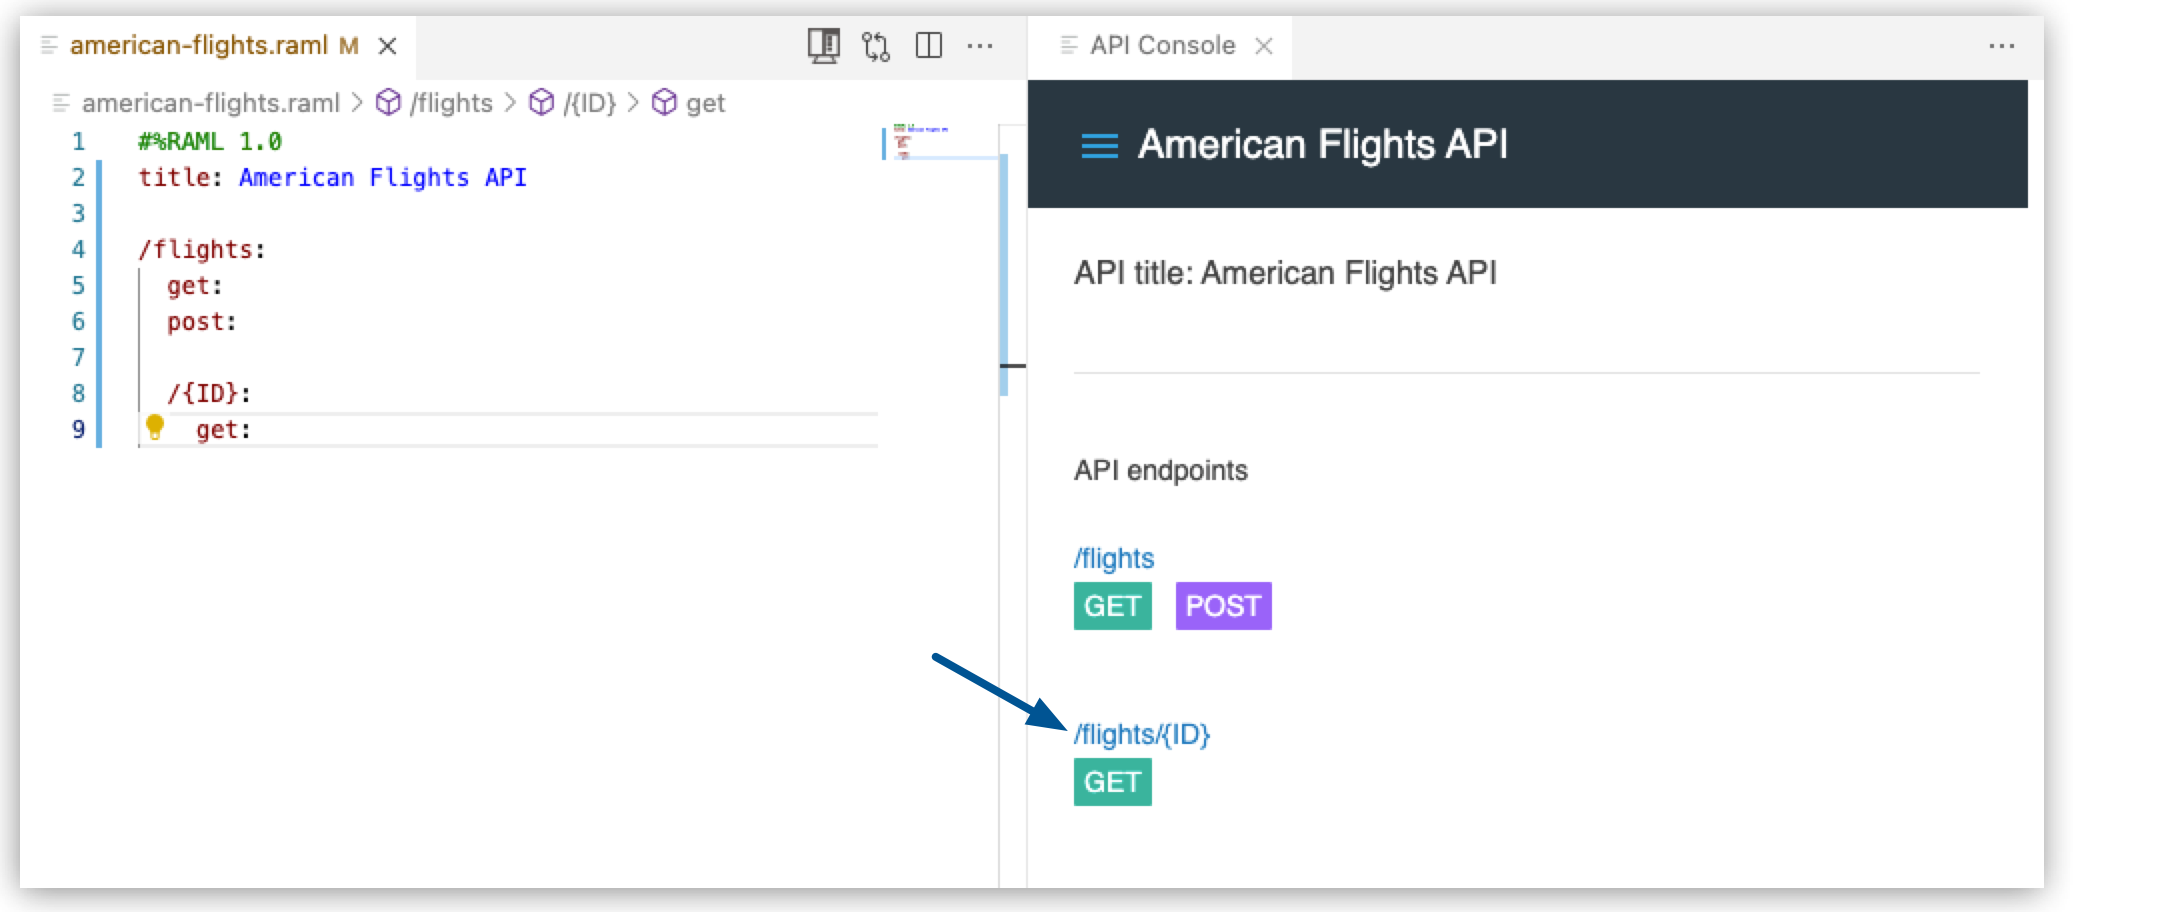 american-flights.raml M
american-flights.raml > /flights > /{ID} > get
1 #%RAML 1.0
2 title: American Flights API
3
4 /flights:
5 get:
6 post:
7
8 /{ID}:
9 get:
API Console
American Flights API
API title: American Flights API
API endpoints
/flights
GET POST
/flights/{ID}
GET